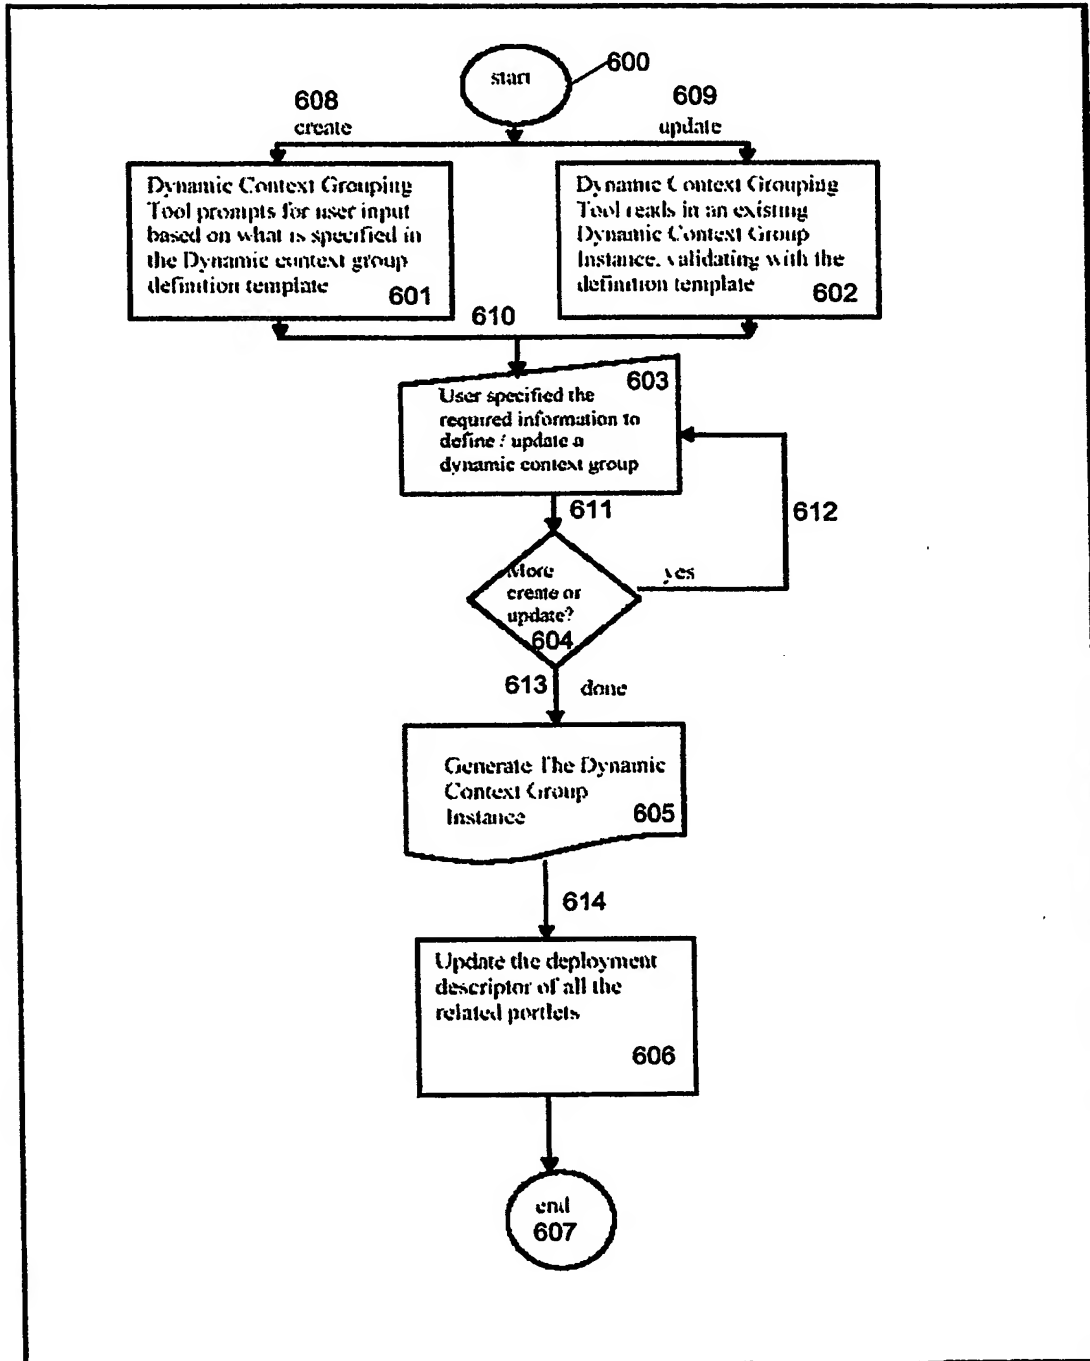 start
600
608
create
609
update
Dynamic Context Grouping
Tool prompts for user input
based on what is specified in
the Dynamic context group
definition template
601
Dynamic Context Grouping
Tool reads in an existing
Dynamic Context Group
Instance, validating with the
definition template
602
610
603
User specified the
required information to
define / update a
dynamic context group
611
612
More
create or
update?
604
yes
613
done
Generate The Dynamic
Context Group
Instance
605
614
Update the deployment
descriptor of all the
related portlets
606
end
607